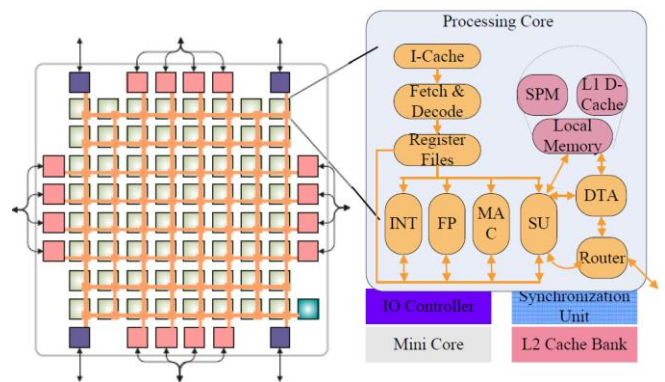 Processing Core
I-Cache
Fetch &
Decode
Register
Files
SPM
L1 D-
Cache
Local
Memory
INT
FP
MA
C
SU
DTA
Router
IO Controller
Synchronization
Unit
Mini Core
L2 Cache Bank